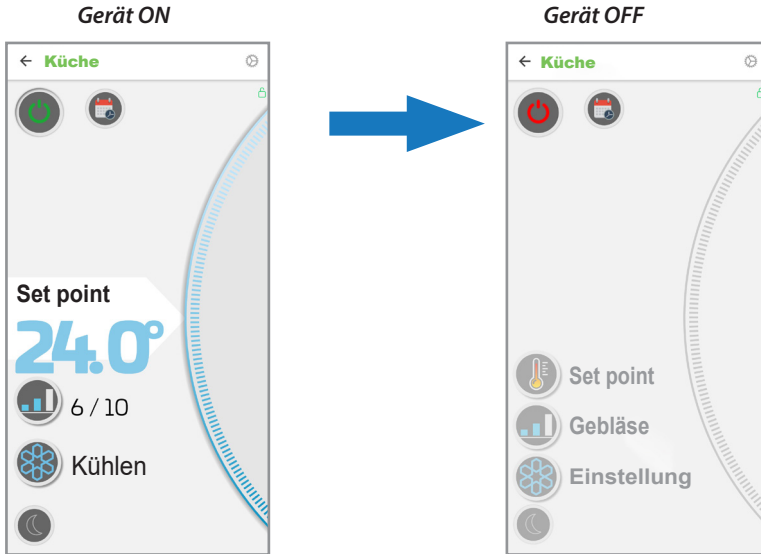 Gerät ON
Küche
Set point
24.0°
6 / 10
Kühlen
Gerät OFF
Küche
Set point
Gebläse
Einstellung